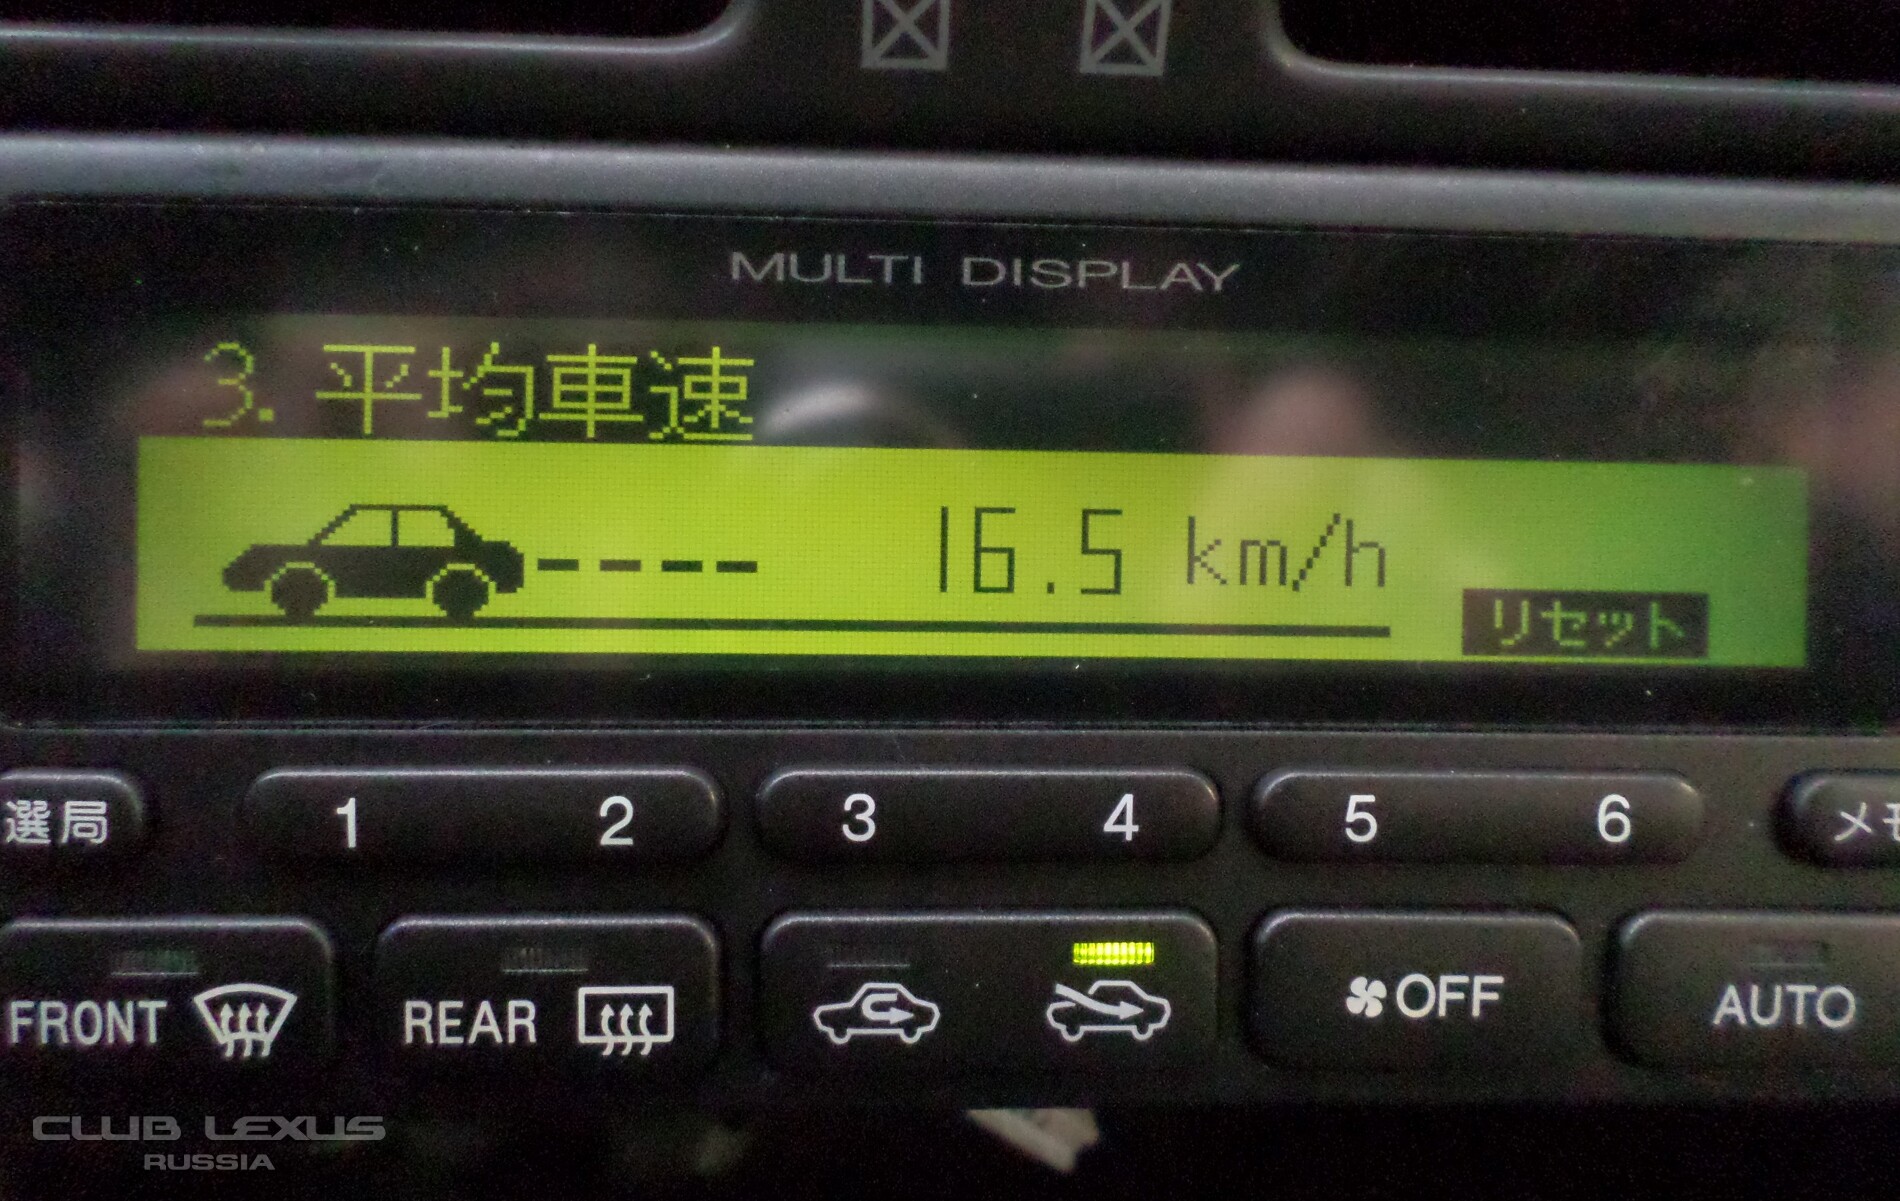 MULTI DISPLAY
3.平均車速
16.5 km/h
リセット
選局 1 2 3 4 5 6
FRONT REAR OFF AUTO
CLUB LEXUS
RUSSIA